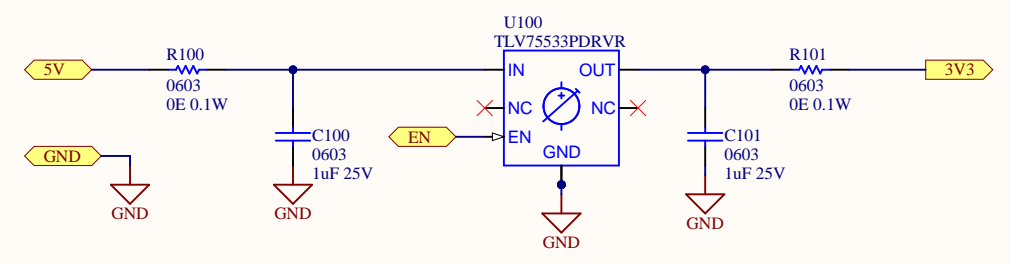 U100
TLV75533PDRVR
R100
R101
5V
IN
OUT
3V3
0603
0E 0.1W
0603
0E 0.1W
NC
NC
EN
EN
C100
0603
1uF 25V
C101
0603
1uF 25V
GND
GND
GND
GND
GND
GND